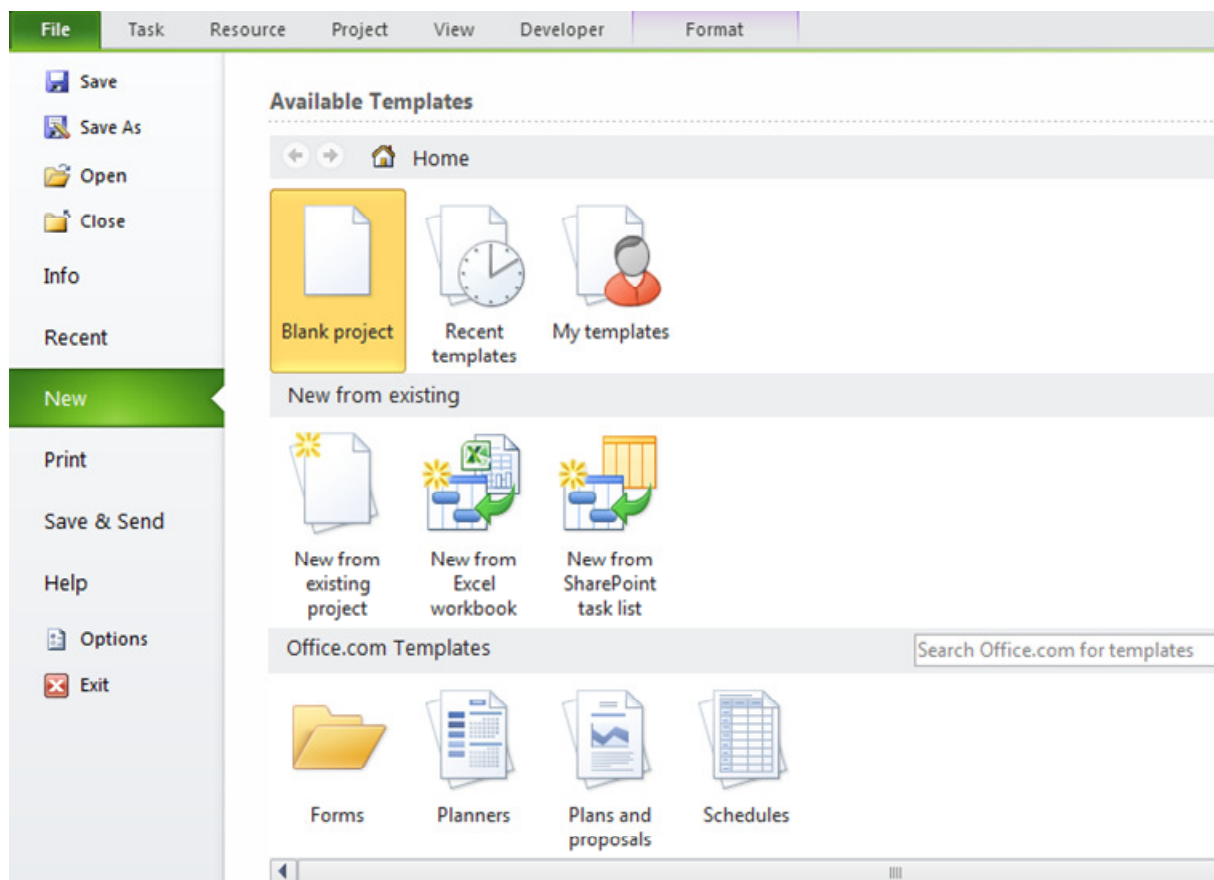 File Task Resource Project View Developer Format
Save
Save As
Open
Close
Info
Recent
New
Print
Save & Send
Help
Options
Exit
Available Templates
Home
Blank project
Recent
templates
My templates
New from existing
New from
existing
project
New from
Excel
workbook
New from
SharePoint
task list
Office.com Templates
Search Office.com for templates
Forms
Planners
Plans and
proposals
Schedules